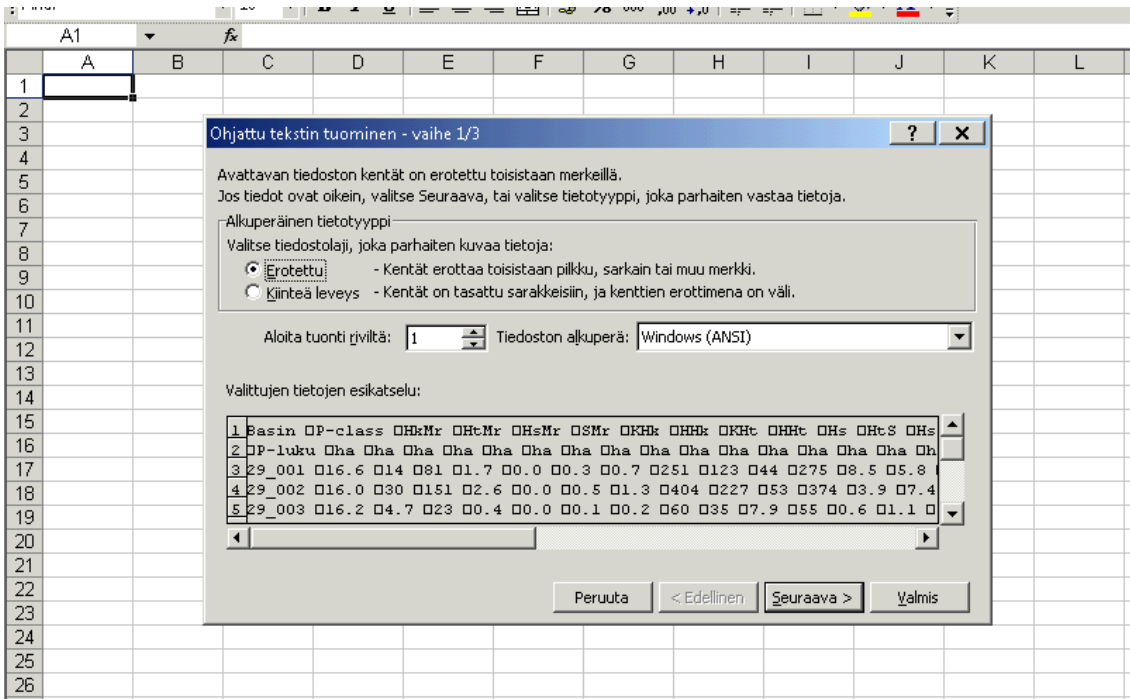 A1 fx
A B C D E F G H I J K L
1
2
3
4
5
6
7
8
9
10
11
12
13
14
15
16
17
18
19
20
21
22
23
24
25
26
Ohjattu tekstin tuominen - vaihe 1/3
Avattavan tiedoston kentät on erotettu toisistaan merkeillä.
Jos tiedot ovat oikein, valitse Seuraava, tai valitse tietotyyppi, joka parhaiten vastaa tietoja.
Alkuperäinen tietotyyppi
Valitse tiedostolaji, joka parhaiten kuvaa tietoja:
Erotettu - Kentät erottaa toisistaan pilkku, sarkain tai muu merkki.
Kiinteä leveys - Kentät on tasattu sarakkeisiin, ja kenttien erottimena on väli.
Aloita tuonti riviltä: 1 Tiedoston alkuperä: Windows (ANSI)
Valittujen tietojen esikatselu:
1 Basin □P-class □HkMr □HtMr □HsMr □SMr □KHk □HHk □KHt □HHt □Hs □HtS □Hs
2 □P-luku □ha □ha □ha □ha □ha □ha □ha □ha □ha □ha □h
3 29_001 □16.6 □14 □81 □1.7 □0.0 □0.3 □0.7 □251 □123 □44 □275 □8.5 □5.8
4 29_002 □16.0 □30 □151 □2.6 □0.0 □0.5 □1.3 □404 □227 □53 □374 □3.9 □7.4
5 29_003 □16.2 □4.7 □23 □0.4 □0.0 □0.1 □0.2 □60 □35 □7.9 □55 □0.6 □1.1 □
Peruuta < Edellinen Seuraava > Valmis